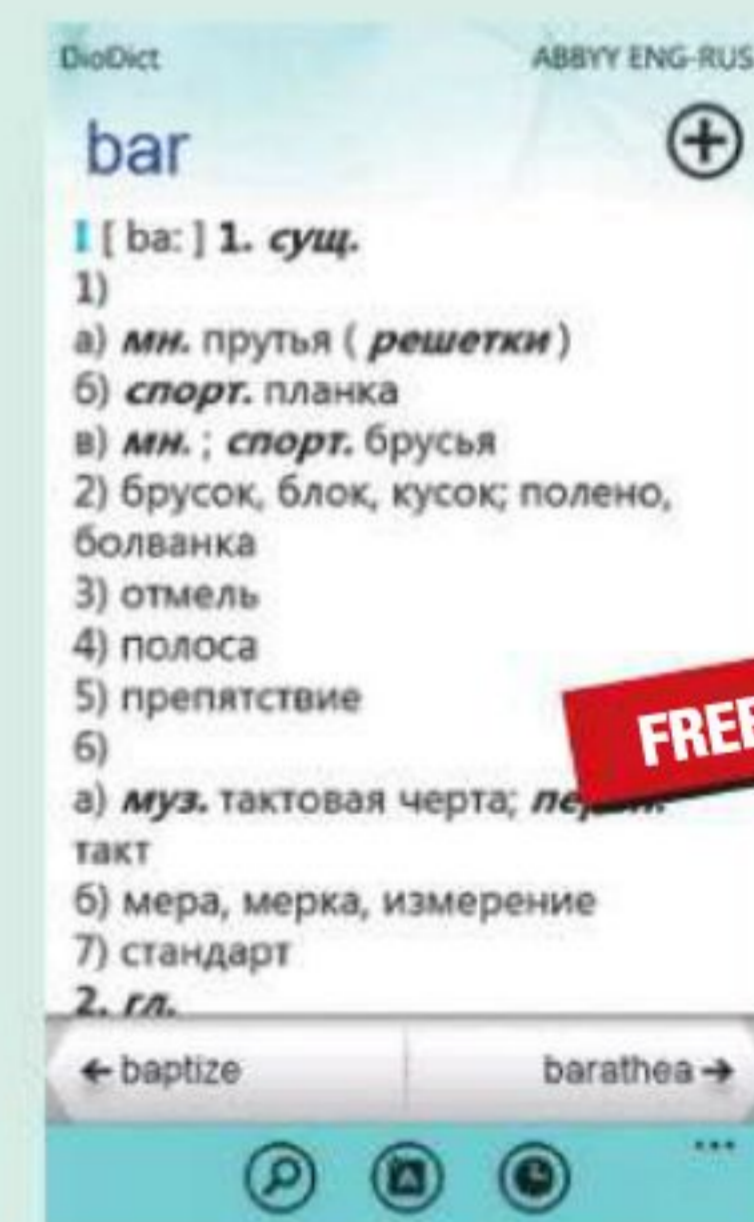 DioDict ABBYY ENG-RUS
bar
I [ ba: ] 1. сущ.
1)
а) мн. прутья ( решетки )
б) спорт. планка
в) мн. ; спорт. брусья
2) брусок, блок, кусок; полено,
болванка
3) отмель
4) полоса
5) препятствие
6)
FREE
а) муз. тактовая черта;
такт
б) мера, мерка, измерение
7) стандарт
2. гл.
←baptize barathea→